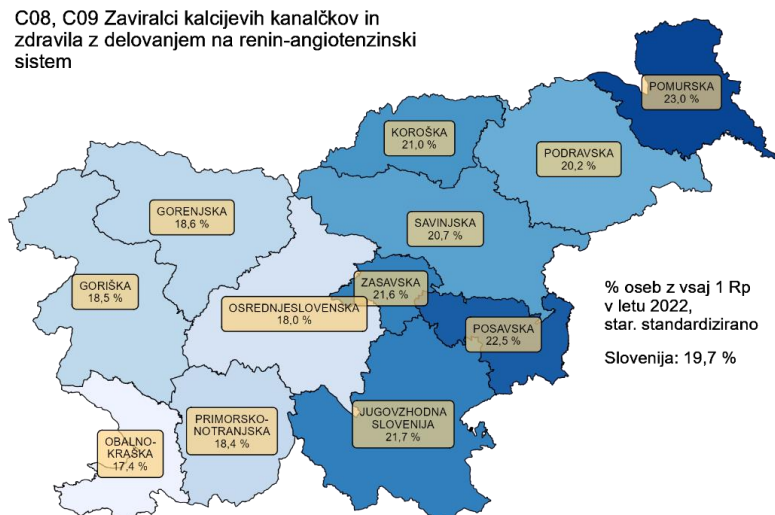 C08, C09 Zaviralci kalcijevih kanalčkov in
zdravila z delovanjem na renin-angiotenzinski
sistem
POMURSKA
23,0 %
KOROŠKA
21,0 %
PODRAVSKA
20,2 %
GORENJSKA
18,6 %
SAVINJSKA
20,7 %
GORIŠKA
18,5 %
ZASAVSKA
21,6 %
OSREDNJESLOVENSKA
18,0 %
POSAVSKA
22,5 %
% oseb z vsaj 1 Rp
v letu 2022,
star. standardizirano
Slovenija: 19,7 %
PRIMORSKO-
NOTRANJSKA
18,4 %
JUGOVZHODNA
SLOVENIJA
21,7 %
OBALNO-
KRAŠKA
17,4 %